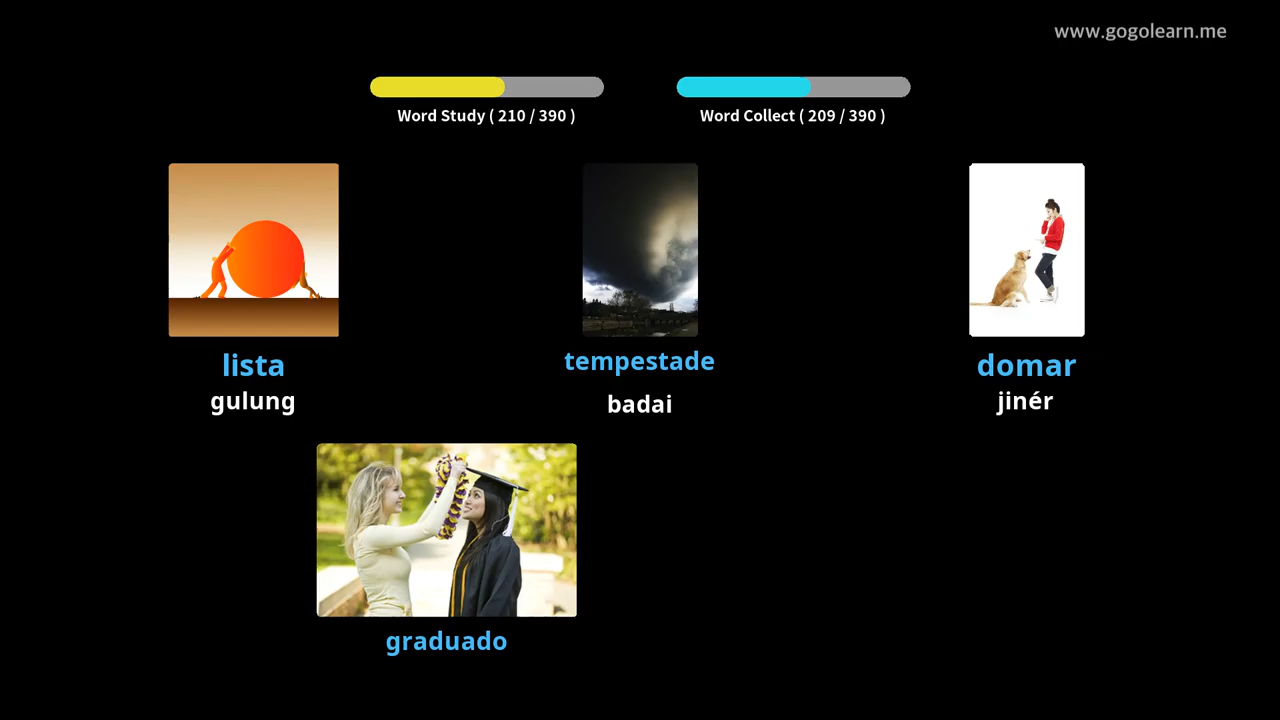 www.gogolearn.me
Word Study ( 210 / 390 )
Word Collect ( 209 / 390 )
lista
tempestade
domar
gulung
badai
jinér
graduado